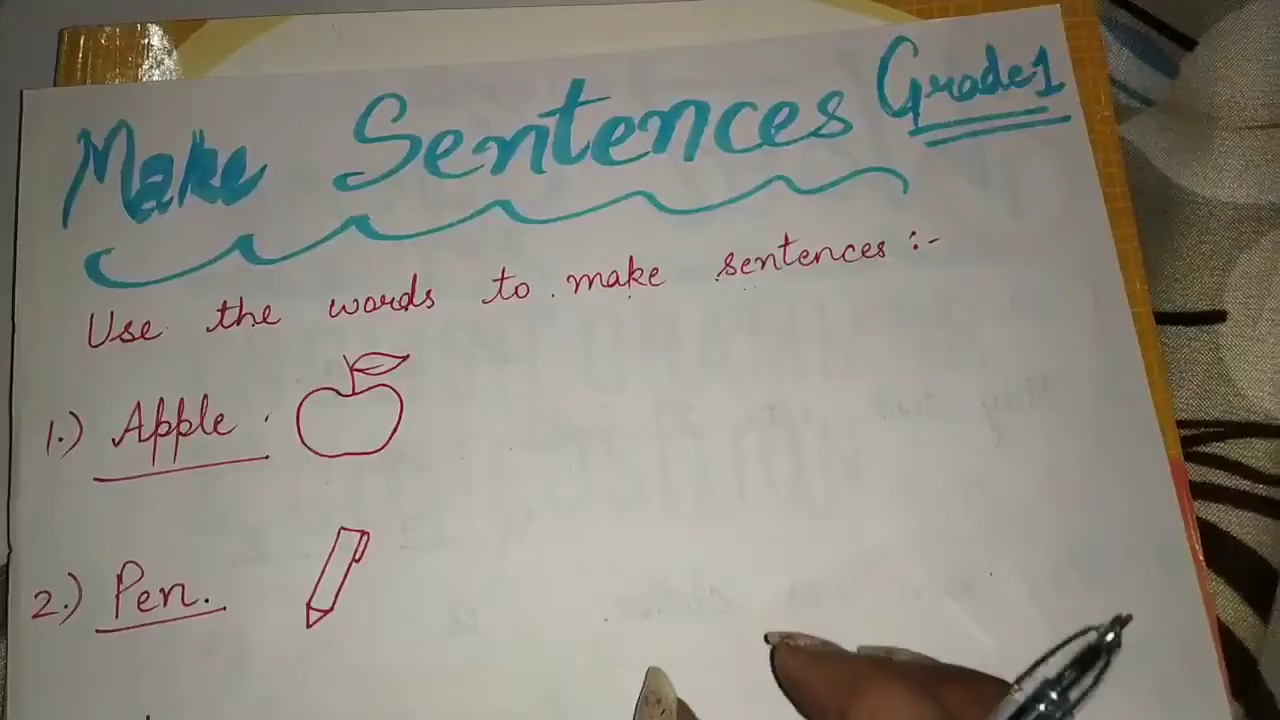 Make Sentences Grade1
Use the words to make sentences :-
1.) Apple.
2.) Pen.